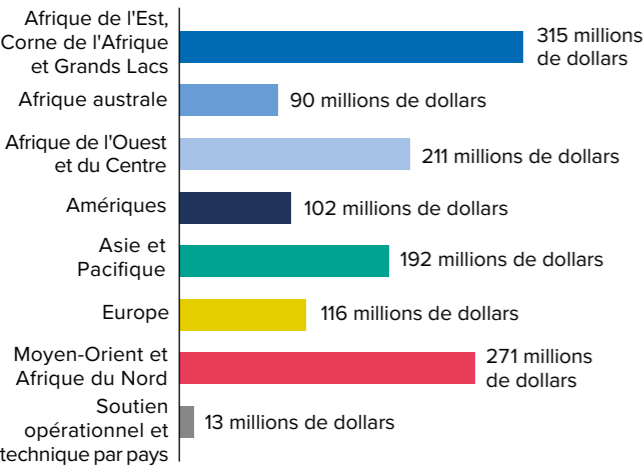 Afrique de l'Est,
Corne de l'Afrique
et Grands Lacs
315 millions
de dollars
Afrique australe
90 millions de dollars
Afrique de l'Ouest
et du Centre
211 millions de dollars
Amériques
102 millions de dollars
Asie et
Pacifique
192 millions de dollars
Europe
116 millions de dollars
Moyen-Orient et
Afrique du Nord
271 millions
de dollars
Soutien
opérationnel et
technique par pays
13 millions de dollars